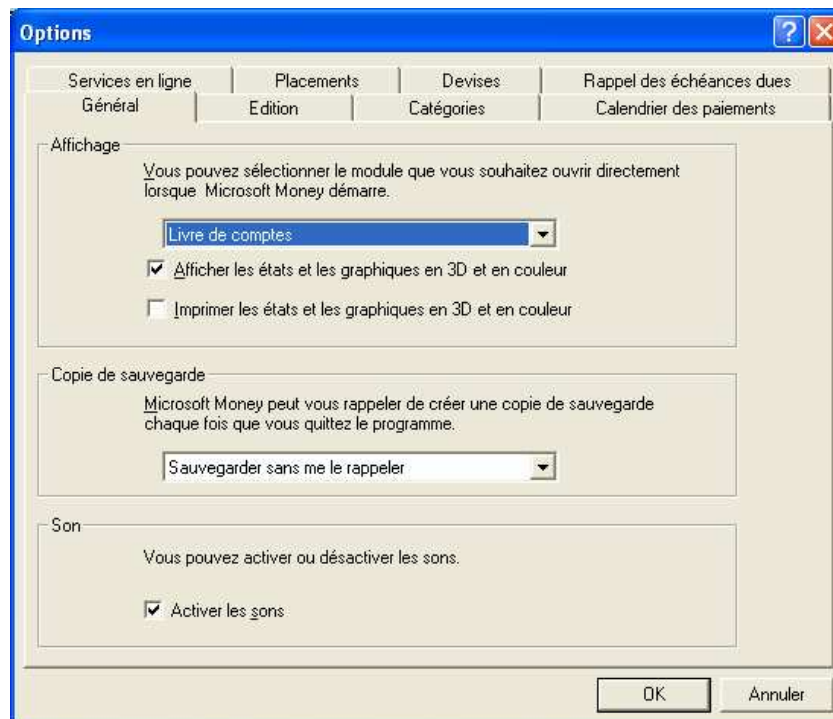 Options
Services en ligne
Placements
Devises
Rappel des échéances dues
Général
Edition
Catégories
Calendrier des paiements
Affichage
Vous pouvez sélectionner le module que vous souhaitez ouvrir directement
lorsque Microsoft Money démarre.
Livre de comptes
Afficher les états et les graphiques en 3D et en couleur
Imprimer les états et les graphiques en 3D et en couleur
Copie de sauvegarde
Microsoft Money peut vous rappeler de créer une copie de sauvegarde
chaque fois que vous quittez le programme.
Sauvegarder sans me le rappeler
Son
Vous pouvez activer ou désactiver les sons.
Activer les sons
OK
Annuler